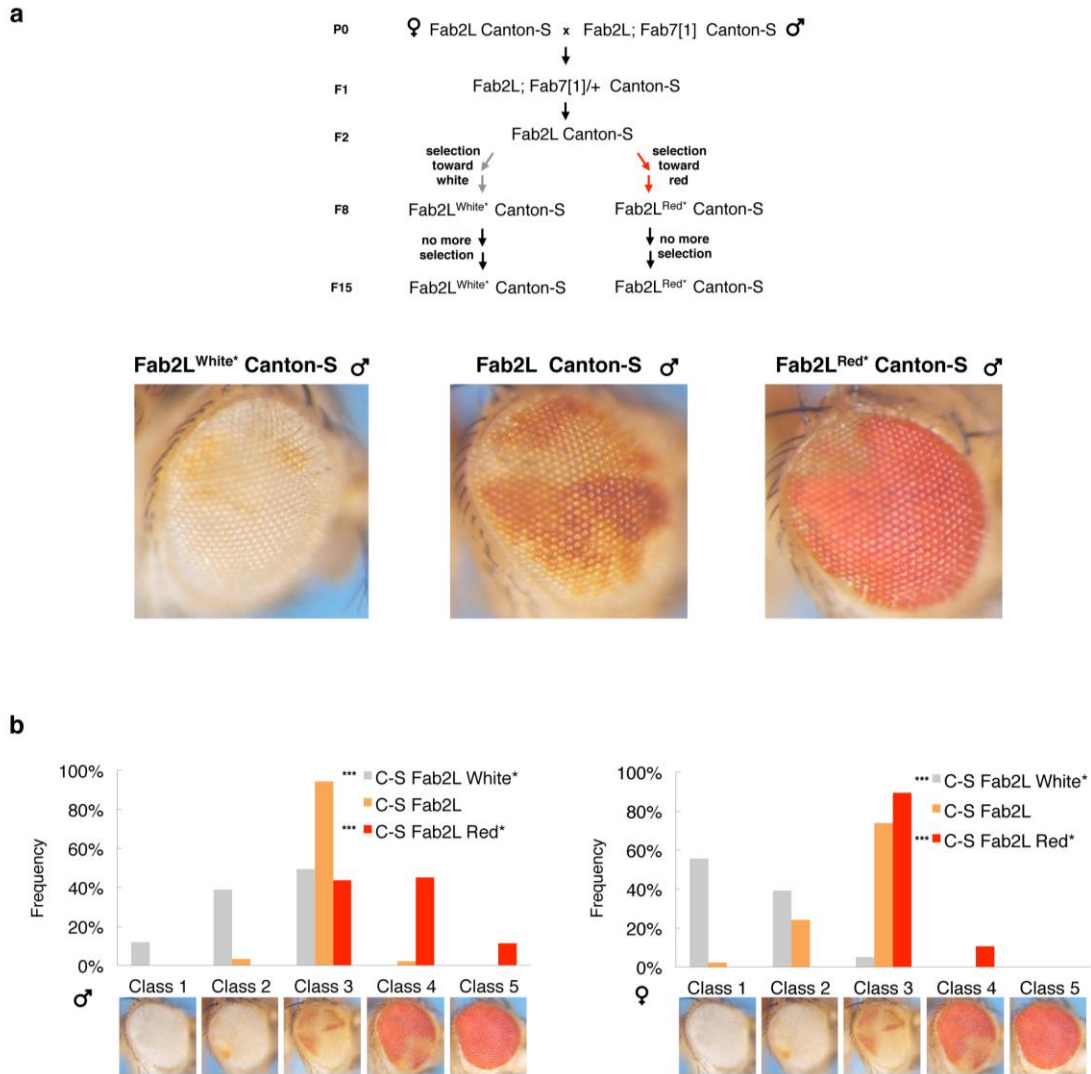 a
P0 ♀ Fab2L Canton-S x Fab2L; Fab7[1] Canton-S ♂
F1 Fab2L; Fab7[1]/+ Canton-S
F2 Fab2L Canton-S
selection toward white
selection toward red
F8 Fab2LWhite* Canton-S Fab2LRed* Canton-S
no more selection
no more selection
F15 Fab2LWhite* Canton-S Fab2LRed* Canton-S
Fab2LWhite* Canton-S ♂
Fab2L Canton-S ♂
Fab2LRed* Canton-S ♂
b
100%
80%
60%
40%
20%
0%
Frequency
*** C-S Fab2L White*
C-S Fab2L
*** C-S Fab2L Red*
♂ Class 1 Class 2 Class 3 Class 4 Class 5
100%
80%
60%
40%
20%
0%
Frequency
*** C-S Fab2L White*
C-S Fab2L
*** C-S Fab2L Red*
♀ Class 1 Class 2 Class 3 Class 4 Class 5